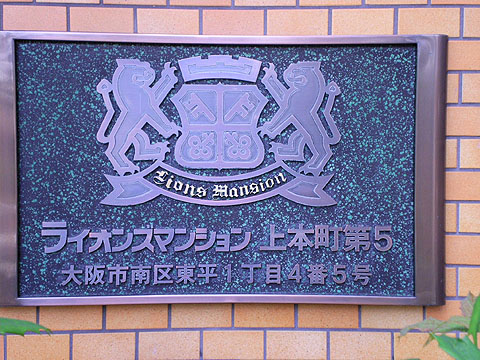 Lions Mansion
ライオンズマンション 上本町第5
大阪市南区東平1丁目4番5号